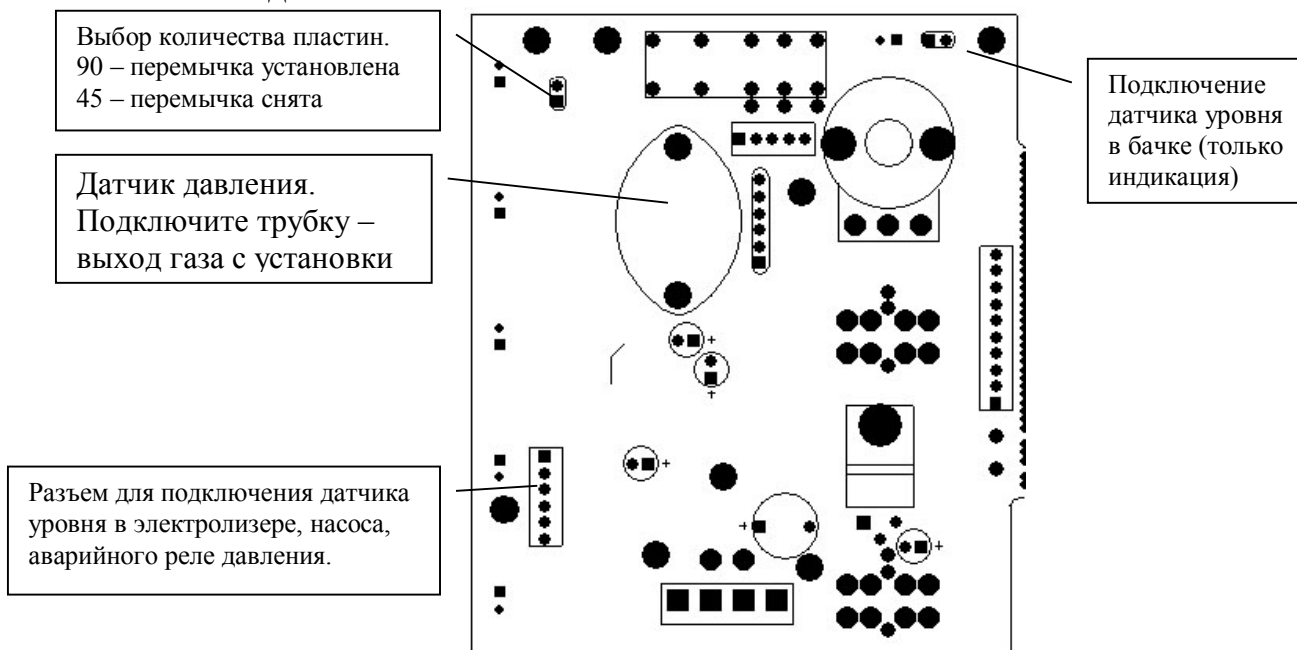 Выбор количества пластин.
90 – перемычка установлена
45 – перемычка снята
Подключение
датчика уровня
в бачке (только
индикация)
Датчик давления.
Подключите трубку –
выход газа с установки
+
+
+
Разъем для подключения датчика
уровня в электролизере, насоса,
аварийного реле давления.
+
+